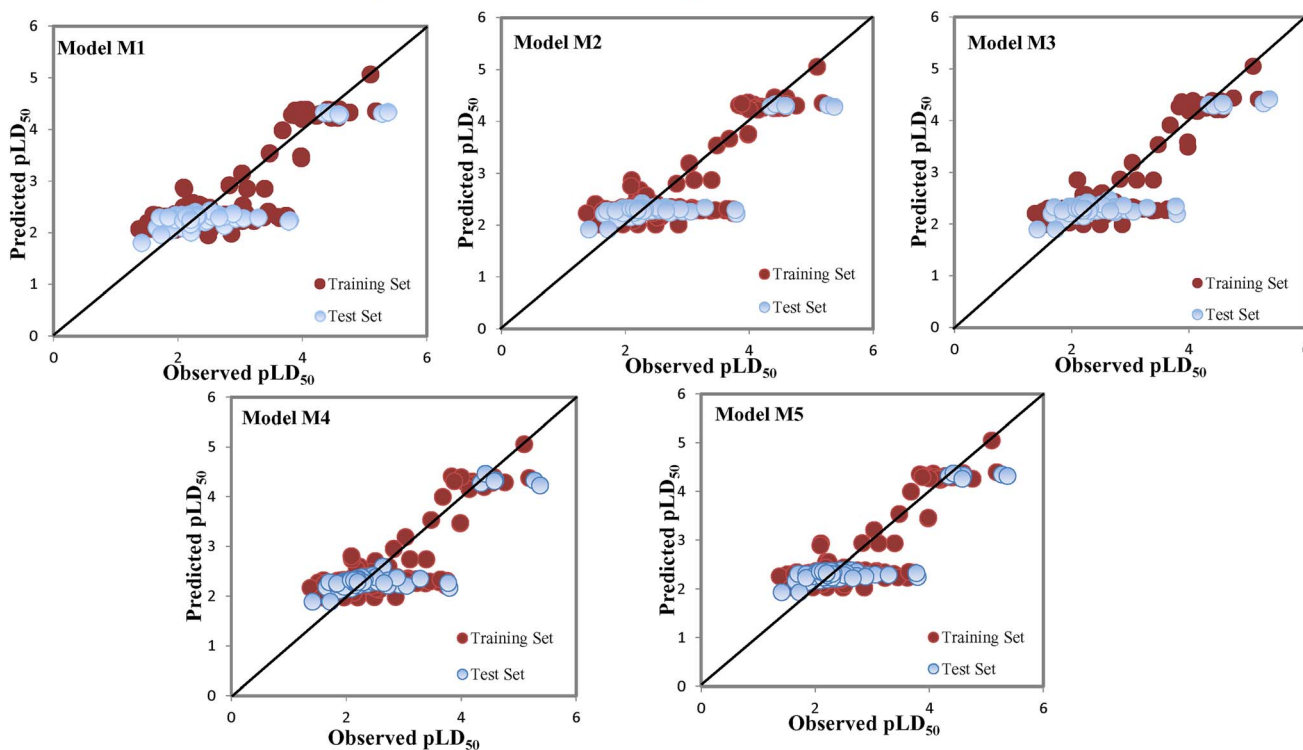 Model M1
Predicted pLD50
6
5
4
3
2
1
0
Training Set
Test Set
0 2 4 6
Observed pLD50
Model M2
Predicted pLD50
6
5
4
3
2
1
0
Training Set
Test Set
0 2 4 6
Observed pLD50
Model M3
Predicted pLD50
6
5
4
3
2
1
0
Training Set
Test Set
0 2 4
Observed pLD50
Model M4
Predicted pLD50
6
5
4
3
2
1
0
Training Set
Test Set
0 2 4 6
Observed pLD50
Model M5
Predicted pLD50
6
5
4
3
2
1
0
Training Set
Test Set
0 2 4 6
Observed pLD50